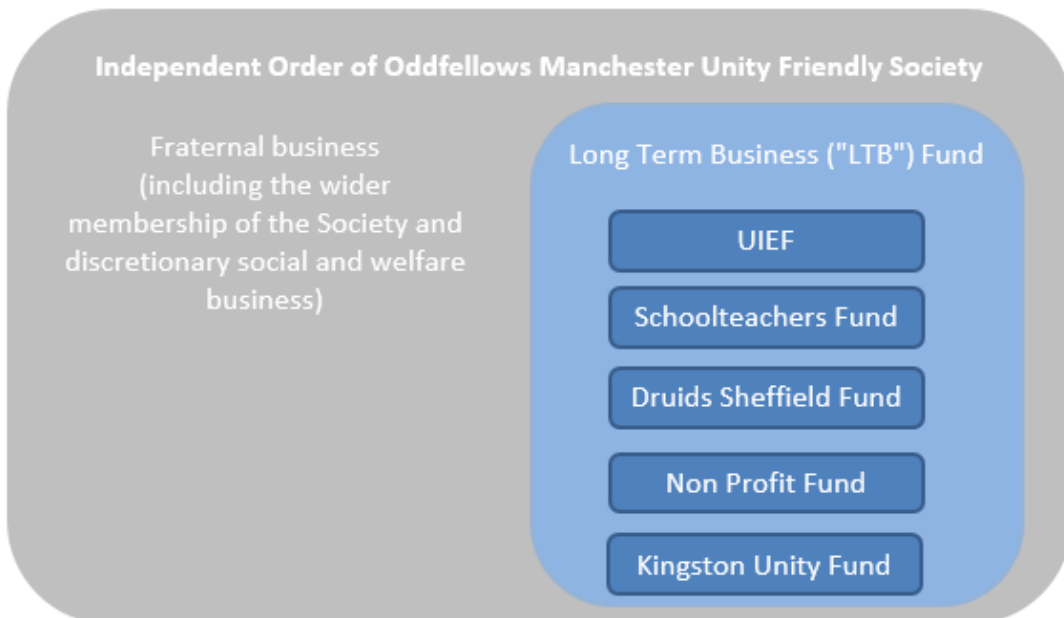 Independent Order of Oddfellows Manchester Unity Friendly Society
Fraternal business
(including the wider
membership of the Society and
discretionary social and welfare
business)
Long Term Business ("LTB") Fund
UIEF
Schoolteachers Fund
Druids Sheffield Fund
Non Profit Fund
Kingston Unity Fund